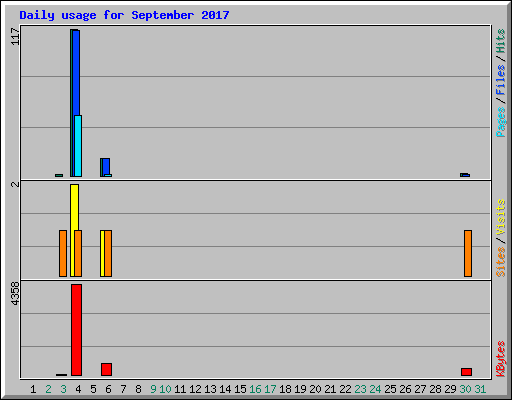 Daily usage for September 2017
117
Pages / Files / Hits
2
Sites / Visits
4358
KBytes
1 2 3 4 5 6 7 8 9 10 11 12 13 14 15 16 17 18 19 20 21 22 23 24 25 26 27 28 29 30 31